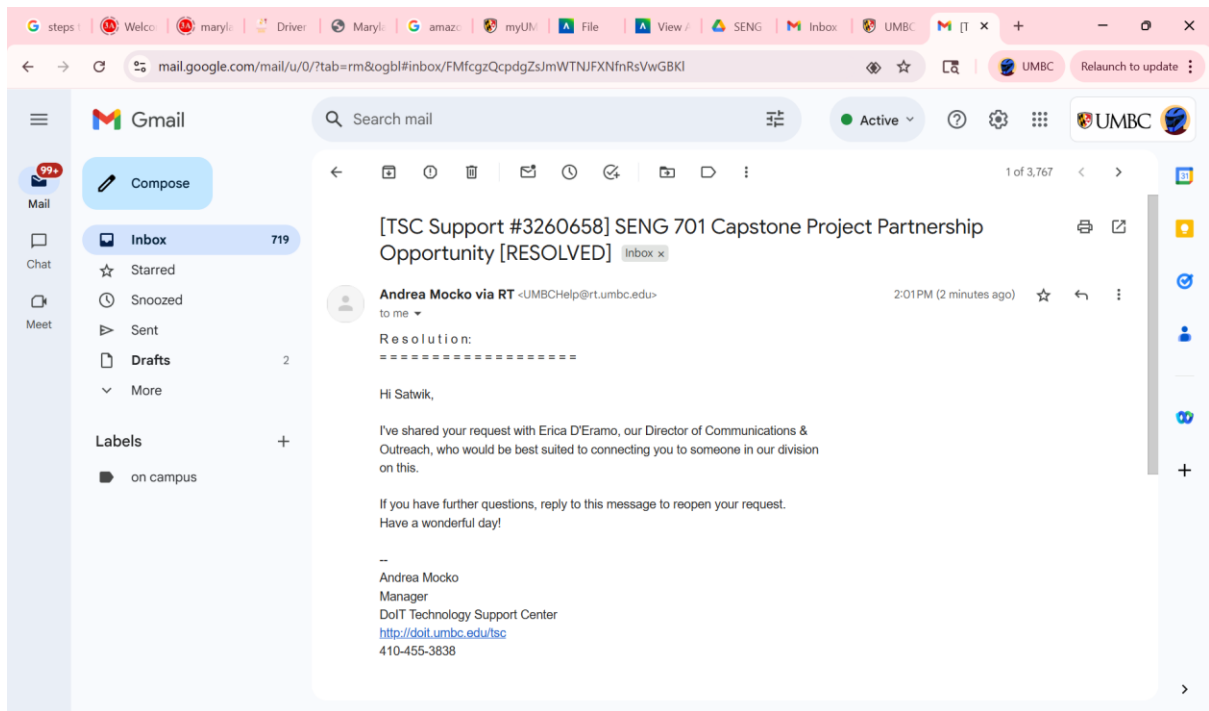 steps t
Welco
maryla
Driver
Maryla
amazo
myUM
File
View A
SENG
Inbox
UMBC
[T
mail.google.com/mail/u/0/?tab=rm&ogbl#inbox/FMfcgzQcpdgZsJmWTNJFXNfnRsVwGBKl
UMBC
Relaunch to update
Gmail
Search mail
Active
UMBC
99+
Mail
Chat
Meet
Compose
1 of 3,767
31
Inbox 719
Starred
Snoozed
Sent
Drafts 2
More
Labels
on campus
[TSC Support #3260658] SENG 701 Capstone Project Partnership
Opportunity [RESOLVED] Inbox x
Andrea Mocko via RT <UMBCHelp@rt.umbc.edu> 2:01 PM (2 minutes ago)
to me
R e s o l u t i o n:
= = = = = = = = = = = = = = = = = = =
Hi Satwik,
I've shared your request with Erica D'Eramo, our Director of Communications &
Outreach, who would be best suited to connecting you to someone in our division
on this.
If you have further questions, reply to this message to reopen your request.
Have a wonderful day!
--
Andrea Mocko
Manager
DoIT Technology Support Center
http://doit.umbc.edu/tsc
410-455-3838